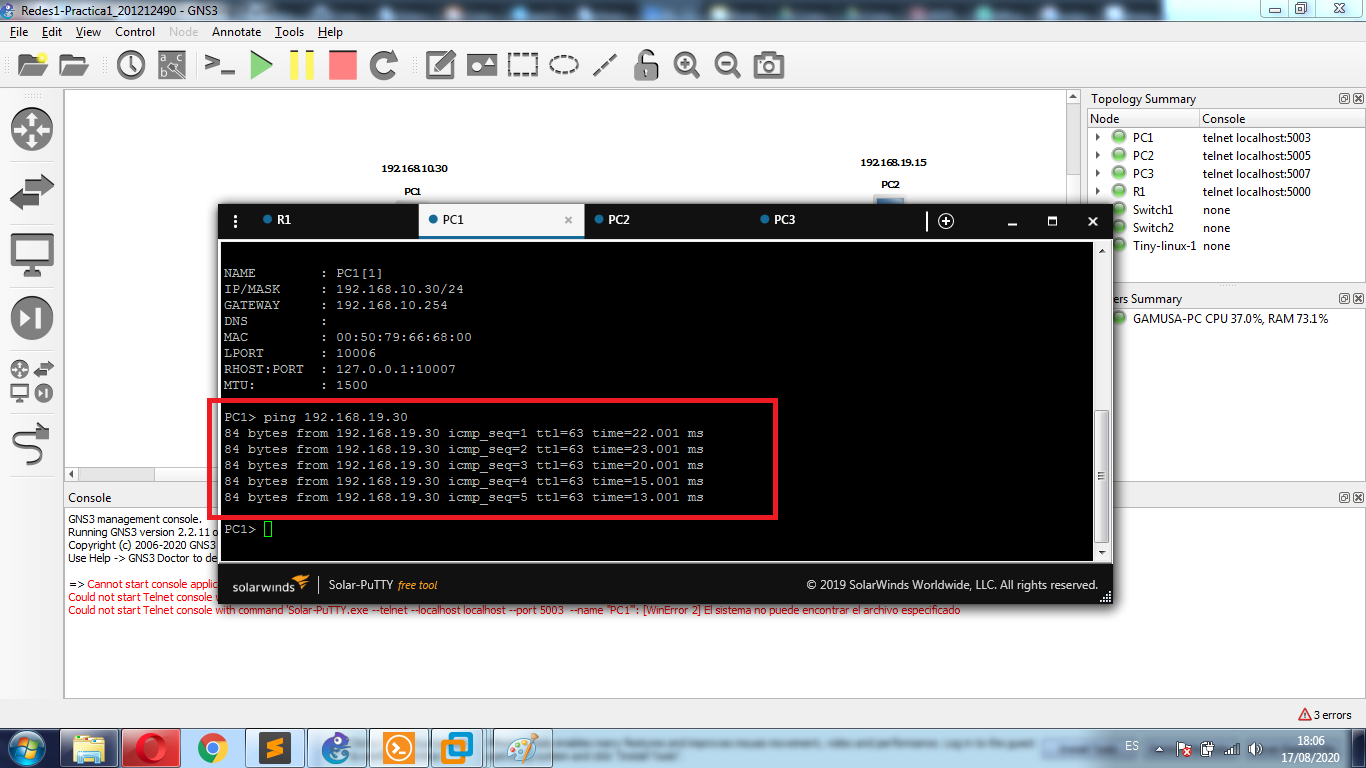 Redes1-Practica1_201212490 - GNS3
File Edit View Control Node Annotate Tools Help
192.168.10.30
PC1
192.168.19.15
PC2
Topology Summary
Node Console
PC1 telnet localhost:5003
PC2 telnet localhost:5005
PC3 telnet localhost:5007
R1 telnet localhost:5000
Switch1 none
Switch2 none
Tiny-linux-1 none
ers Summary
GAMUSA-PC CPU 37.0%, RAM 73.1%
R1 PC1 PC2 PC3
NAME : PC1[1]
IP/MASK : 192.168.10.30/24
GATEWAY : 192.168.10.254
DNS :
MAC : 00:50:79:66:68:00
LPORT : 10006
RHOST:PORT : 127.0.0.1:10007
MTU: : 1500
PC1> ping 192.168.19.30
84 bytes from 192.168.19.30 icmp_seq=1 ttl=63 time=22.001 ms
84 bytes from 192.168.19.30 icmp_seq=2 ttl=63 time=23.001 ms
84 bytes from 192.168.19.30 icmp_seq=3 ttl=63 time=20.001 ms
84 bytes from 192.168.19.30 icmp_seq=4 ttl=63 time=15.001 ms
84 bytes from 192.168.19.30 icmp_seq=5 ttl=63 time=13.001 ms
PC1>
solarwinds Solar-PuTTY free tool
© 2019 SolarWinds Worldwide, LLC. All rights reserved.
Console
GNS3 management console.
Running GNS3 version 2.2.11 o
Copyright (c) 2006-2020 GNS3
Use Help -> GNS3 Doctor to de
=> Cannot start console applic
Could not start Telnet console
Could not start Telnet console with command 'Solar-PuTTY.exe --telnet --localhost localhost --port 5003 --name "PC1"': [WinError 2] El sistema no puede encontrar el archivo especificado
3 errors
ES
18:06
17/08/2020